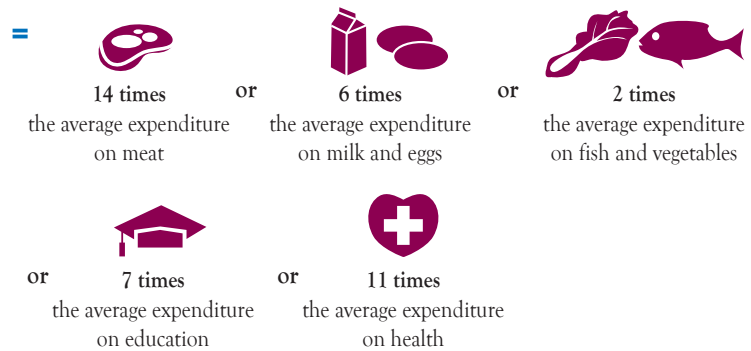 =
14 times
the average expenditure
on meat
or
6 times
the average expenditure
on milk and eggs
or
2 times
the average expenditure
on fish and vegetables
or
7 times
the average expenditure
on education
or
11 times
the average expenditure
on health